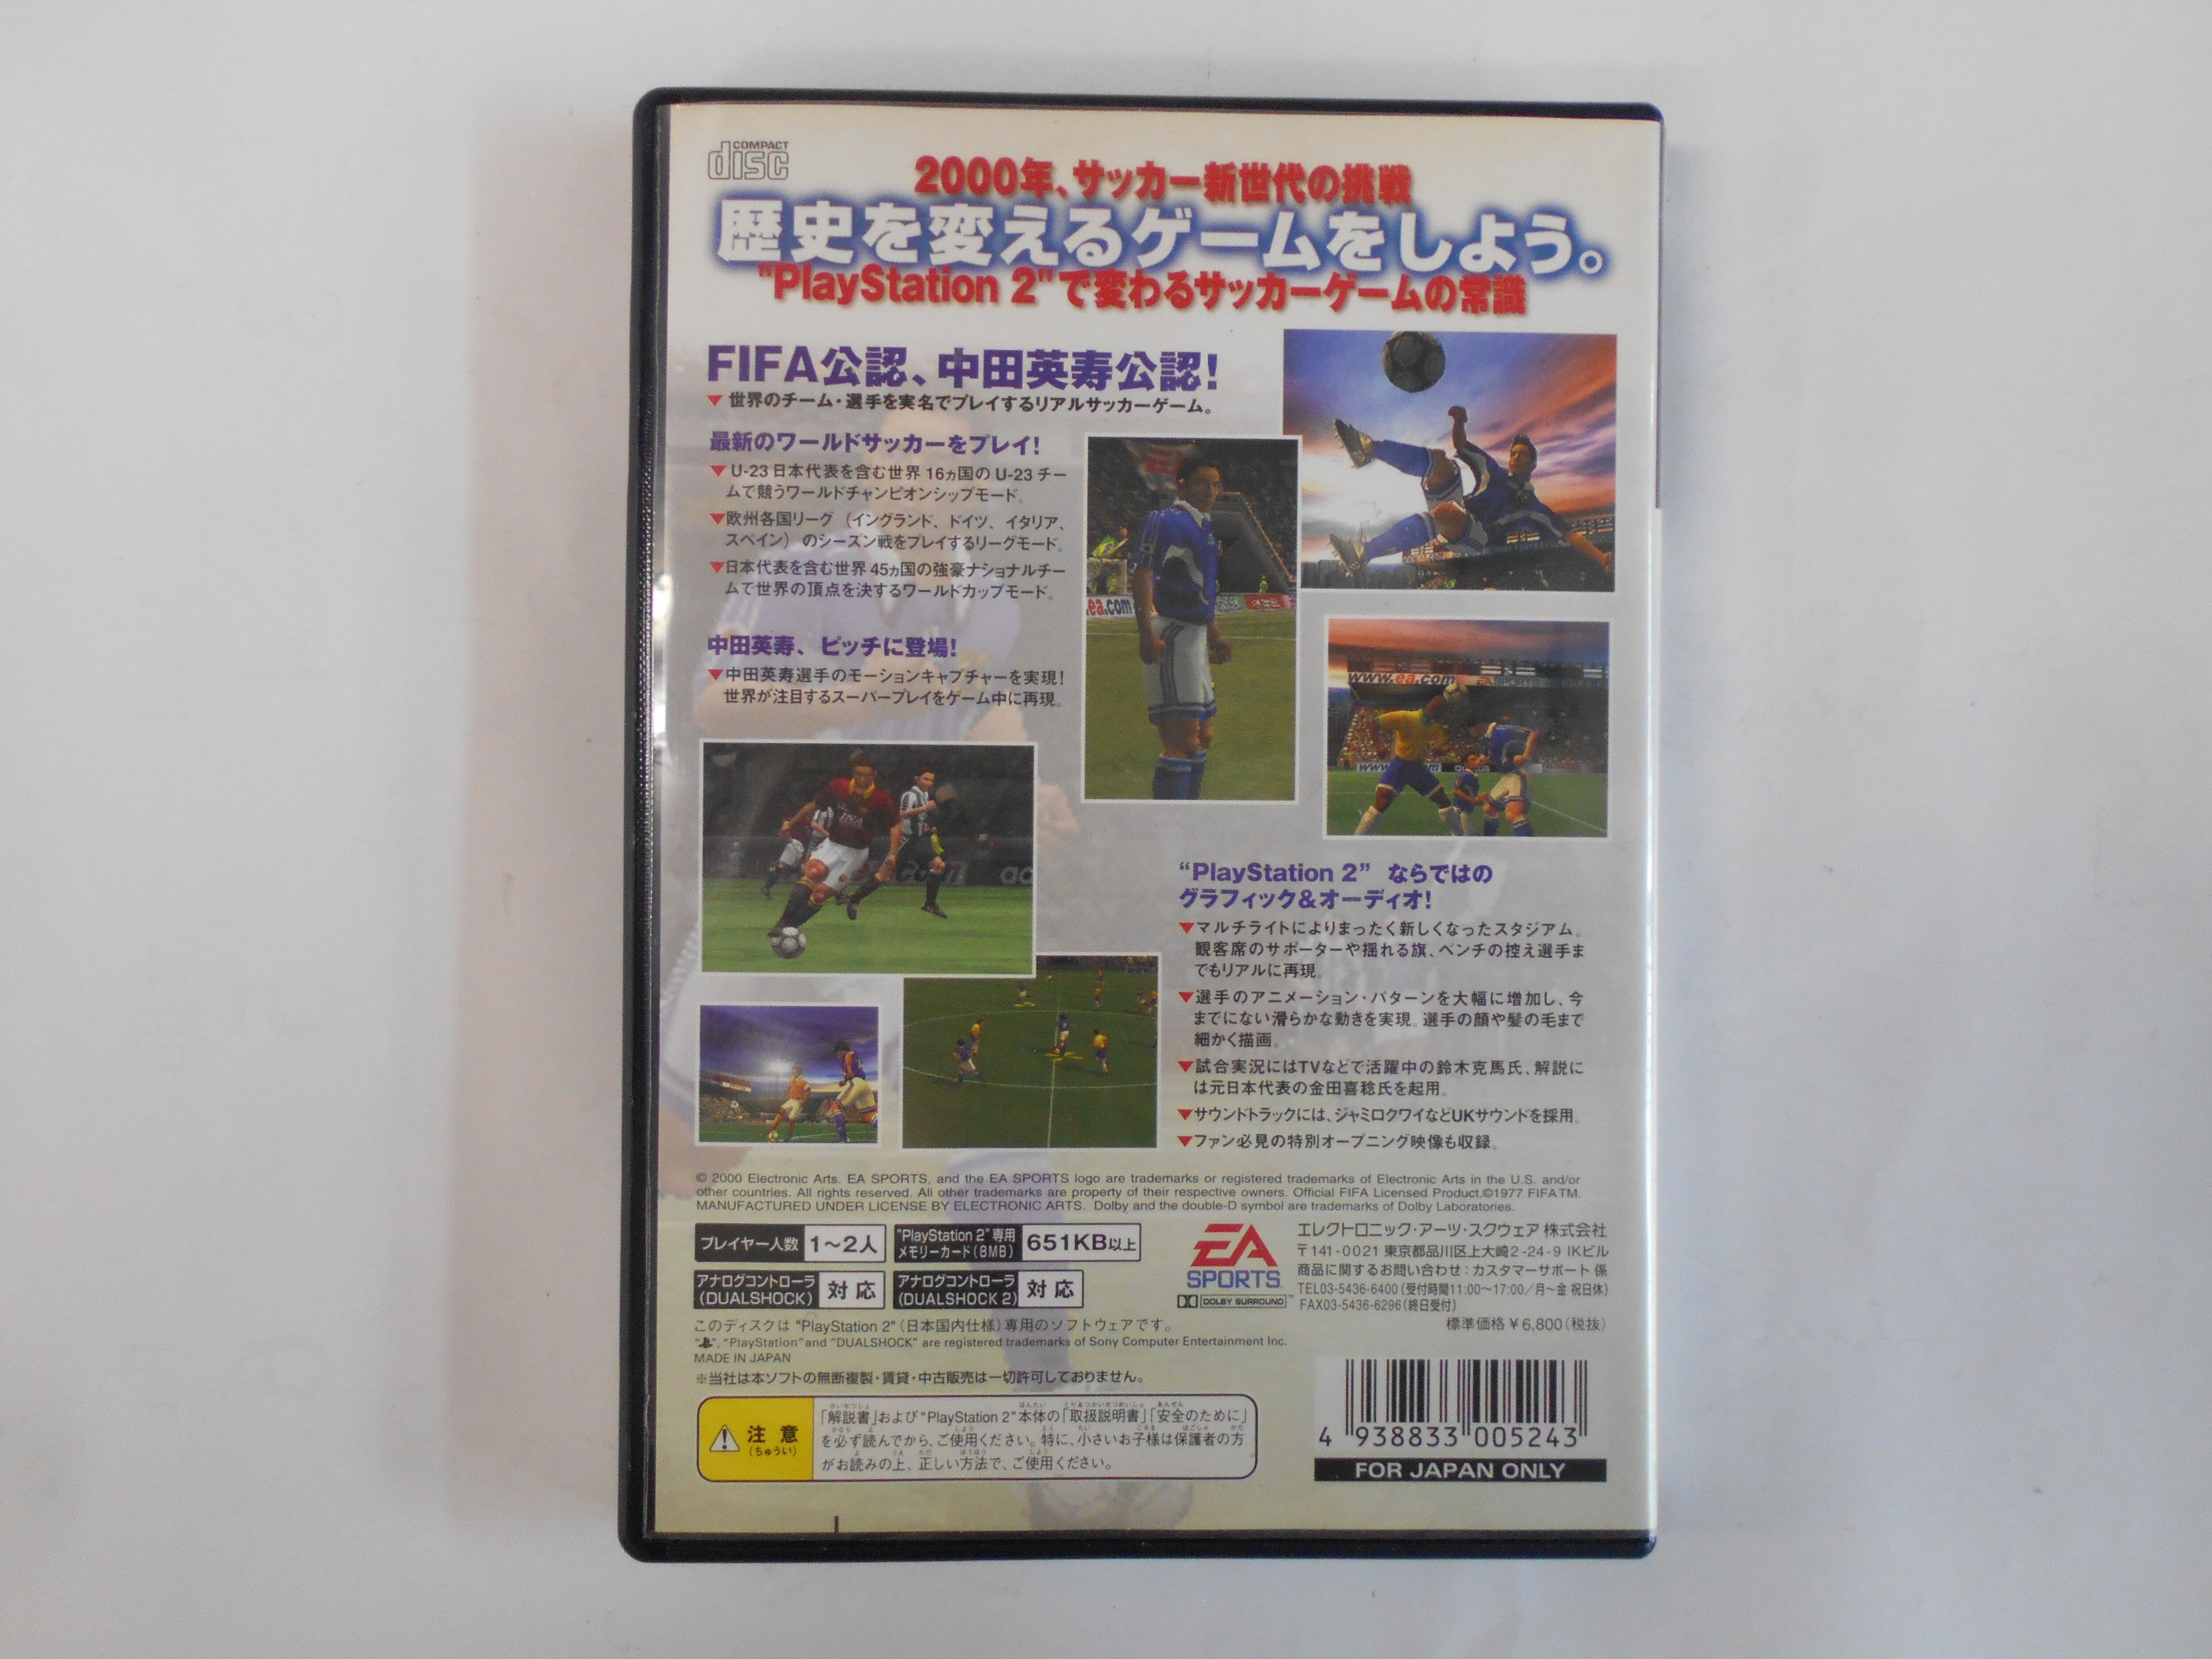 COMPACT
disc
2000年、サッカー新世代の挑戦
歴史を変えるゲームをしよう。
"PlayStation 2"で変わるサッカーゲームの常識
FIFA公認、中田英寿公認!
▼世界のチーム・選手を実名でプレイするリアルサッカーゲーム。
最新のワールドサッカーをプレイ!
▼U-23日本代表を含む世界16ヵ国のU-23チー
ムで競うワールドチャンピオンシップモード。
▼欧州各国リーグ（イングランド、ドイツ、イタリア、
スペイン）のシーズン戦をプレイするリーグモード。
▼日本代表を含む世界45ヵ国の強豪ナショナルチー
ムで世界の頂点を決するワールドカップモード。
中田英寿、ピッチに登場!
▼中田英寿選手のモーションキャプチャーを実現!
世界が注目するスーパープレイをゲーム中に再現。
ea.com
www.ea.com
“PlayStation 2” ならではの
グラフィック&オーディオ!
▼マルチライトによりまったく新しくなったスタジアム。
観客席のサポーターや揺れる旗、ベンチの控え選手ま
でもリアルに再現。
▼選手のアニメーション・パターンを大幅に増加し、今
までにない滑らかな動きを実現。選手の顔や髪の毛まで
細かく描画。
▼試合実況にはTVなどで活躍中の鈴木克馬氏、解説に
は元日本代表の金田喜稔氏を起用。
▼サウンドトラックには、ジャミロクワイなどUKサウンドを採用。
▼ファン必見の特別オープニング映像も収録。
© 2000 Electronic Arts. EA SPORTS, and the EA SPORTS logo are trademarks or registered trademarks of Electronic Arts in the U.S. and/or
other countries. All rights reserved. All other trademarks are property of their respective owners. Official FIFA Licensed Product.©1977 FIFATM.
MANUFACTURED UNDER LICENSE BY ELECTRONIC ARTS. Dolby and the double-D symbol are trademarks of Dolby Laboratories.
プレイヤー人数 1～2人
"PlayStation 2"専用
メモリーカード(8MB) 651KB以上
アナログコントローラ
(DUALSHOCK) 対応
アナログコントローラ
(DUALSHOCK 2) 対応
EA
SPORTS
DOLBY SURROUND
エレクトロニック・アーツ・スクウェア 株式会社
〒141-0021 東京都品川区上大崎2-24-9 IKビル
商品に関するお問い合わせ：カスタマーサポート 係
TEL03-5436-6400(受付時間11:00～17:00／月～金 祝日休)
FAX03-5436-6296(終日受付)
標準価格￥6,800(税抜)
このディスクは "PlayStation 2"(日本国内仕様)専用のソフトウェアです。
" ", "PlayStation"and "DUALSHOCK" are registered trademarks of Sony Computer Entertainment Inc.
MADE IN JAPAN
※当社は本ソフトの無断複製・賃貸・中古販売は一切許可しておりません。
注意
(ちゅうい)
「解説書」および"PlayStation 2"本体の「取扱説明書」「安全のために」
を必ず読んでから、ご使用ください。特に、小さいお子様は保護者の方
がお読みの上、正しい方法で、ご使用ください。
4 938833 005243
FOR JAPAN ONLY